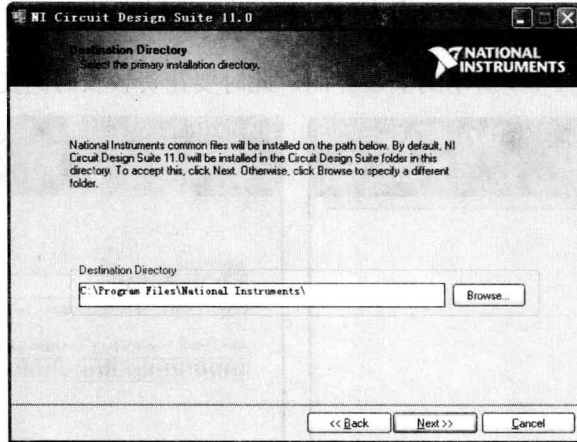 NI Circuit Design Suite 11.0
Destination Directory
Select the primary installation directory.
NATIONAL
INSTRUMENTS
National Instruments common files will be installed on the path below. By default, NI
Circuit Design Suite 11.0 will be installed in the Circuit Design Suite folder in this
directory. To accept this, click Next. Otherwise, click Browse to specify a different
folder.
Destination Directory
C:\Program Files\National Instruments\
Browse...
<< Back
Next >>
Cancel